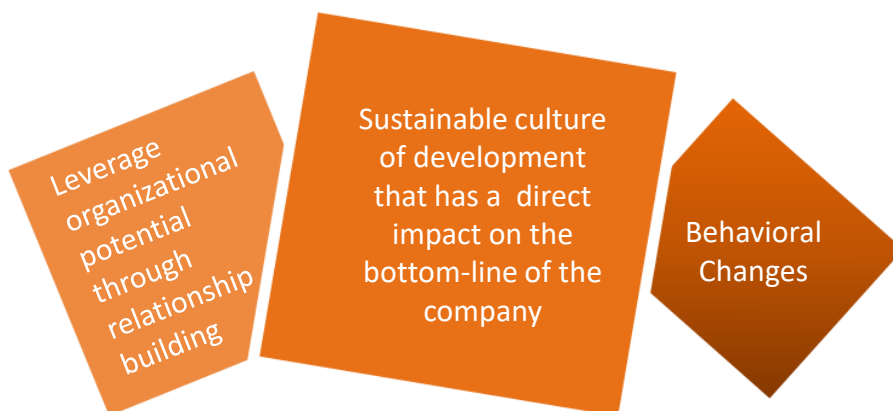 Leverage
organizational
potential
through
relationship
building
Sustainable culture
of development
that has a  direct
impact on the
bottom-line of the
company
Behavioral
Changes